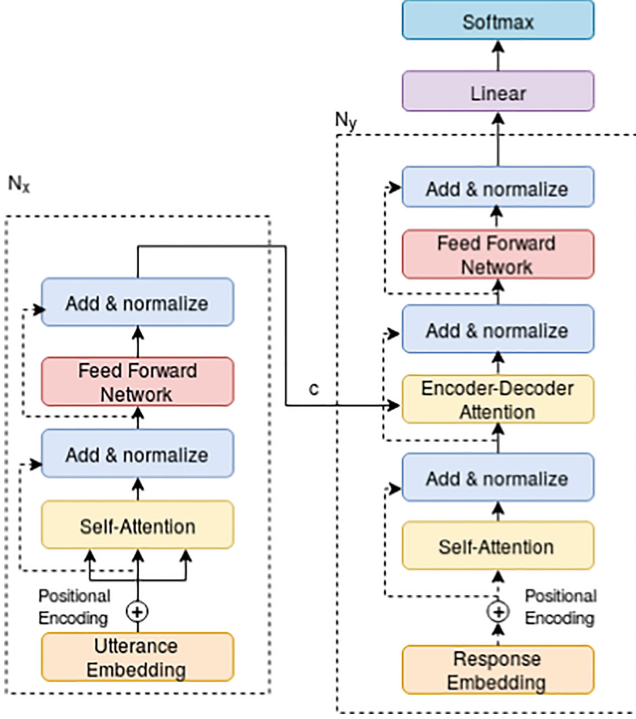 Softmax
Linear
Ny
Add & normalize
Feed Forward
Network
Add & normalize
Encoder-Decoder
Attention
Add & normalize
Self-Attention
Positional
Encoding
Response
Embedding
Nx
Add & normalize
Feed Forward
Network
Add & normalize
Self-Attention
Positional
Encoding
Utterance
Embedding
c